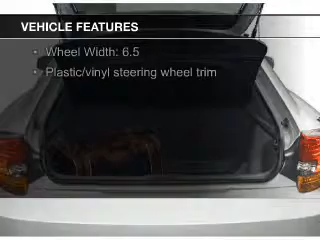 VEHICLE FEATURES
• Wheel Width: 6.5
• Plastic/vinyl steering wheel trim